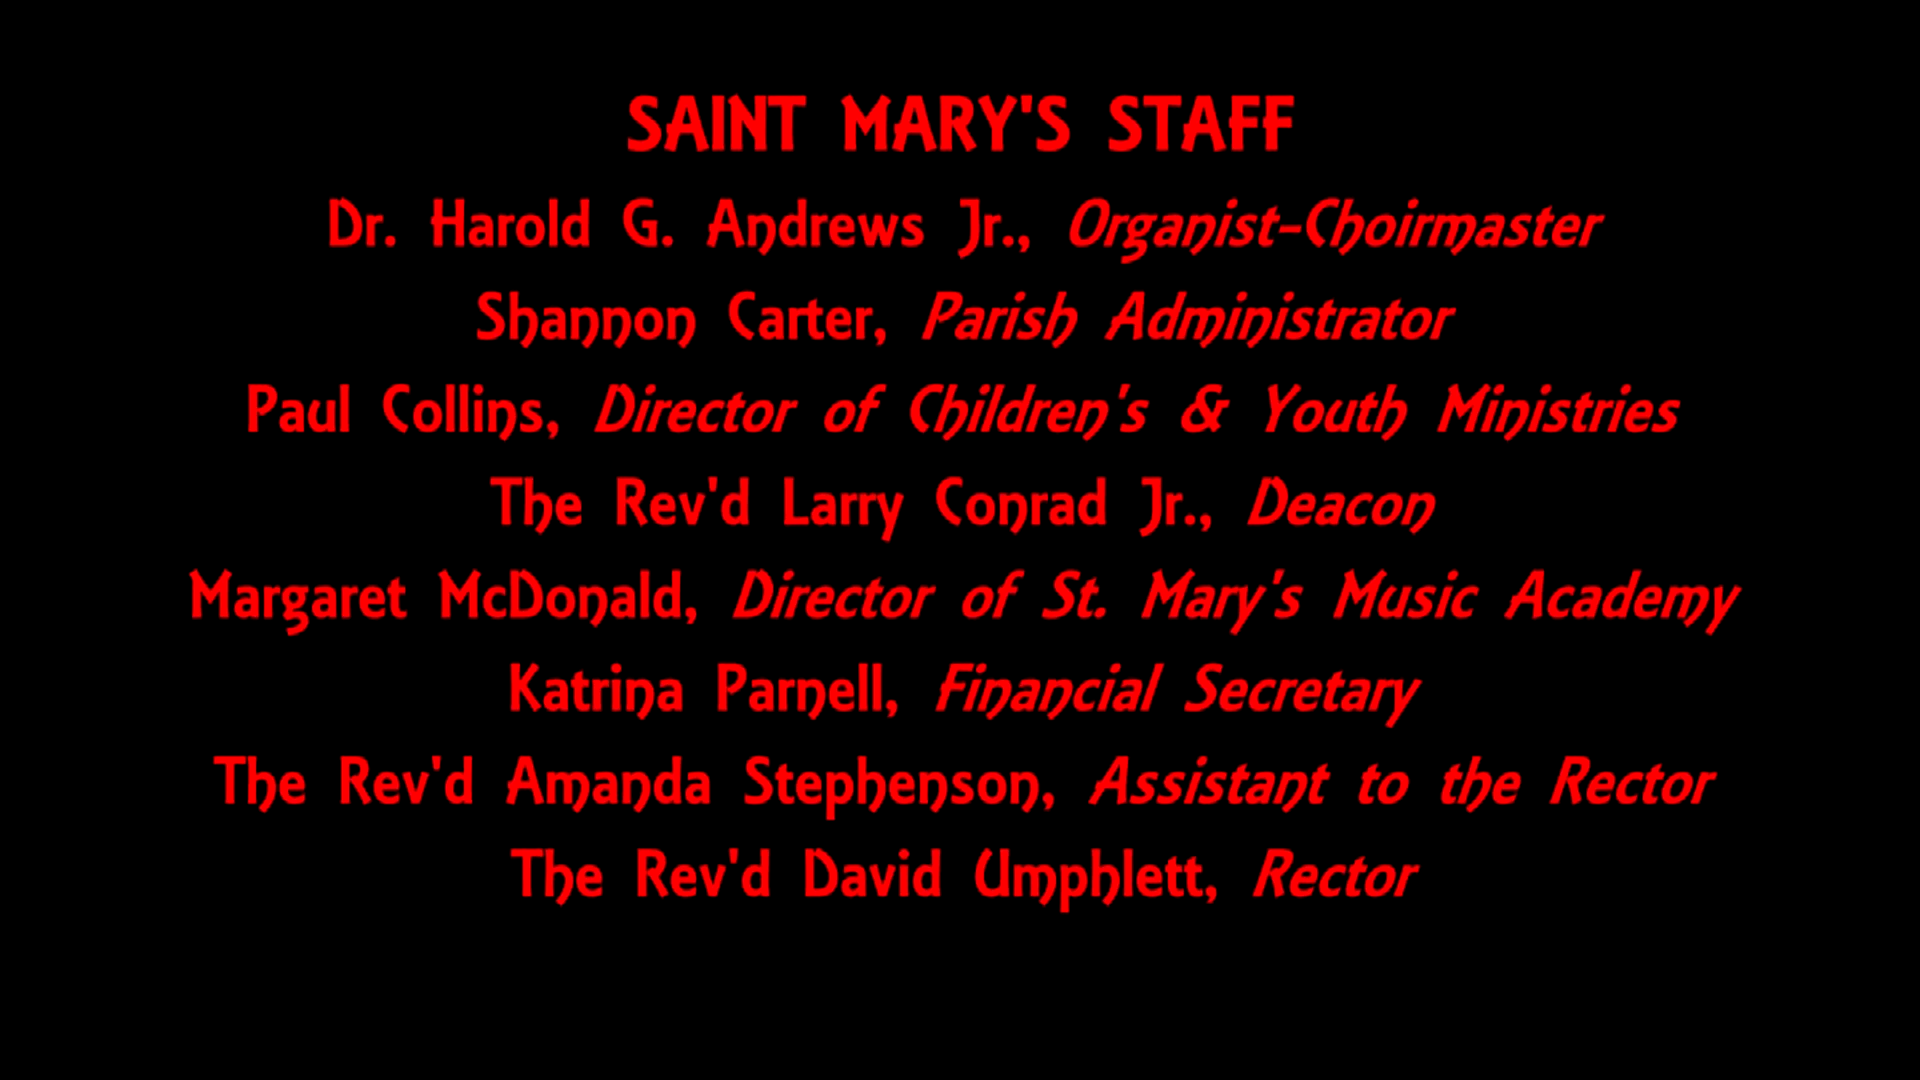 SAINT MARY'S STAFF
Dr. Harold G. Andrews Jr., Organist-Choirmaster
Shannon Carter, Parish Administrator
Paul Collins, Director of Children's & Youth Ministries
The Rev'd Larry Conrad Jr., Deacon
Margaret McDonald, Director of St. Mary's Music Academy
Katrina Parnell, Financial Secretary
The Rev'd Amanda Stephenson, Assistant to the Rector
The Rev'd David Umphlett, Rector